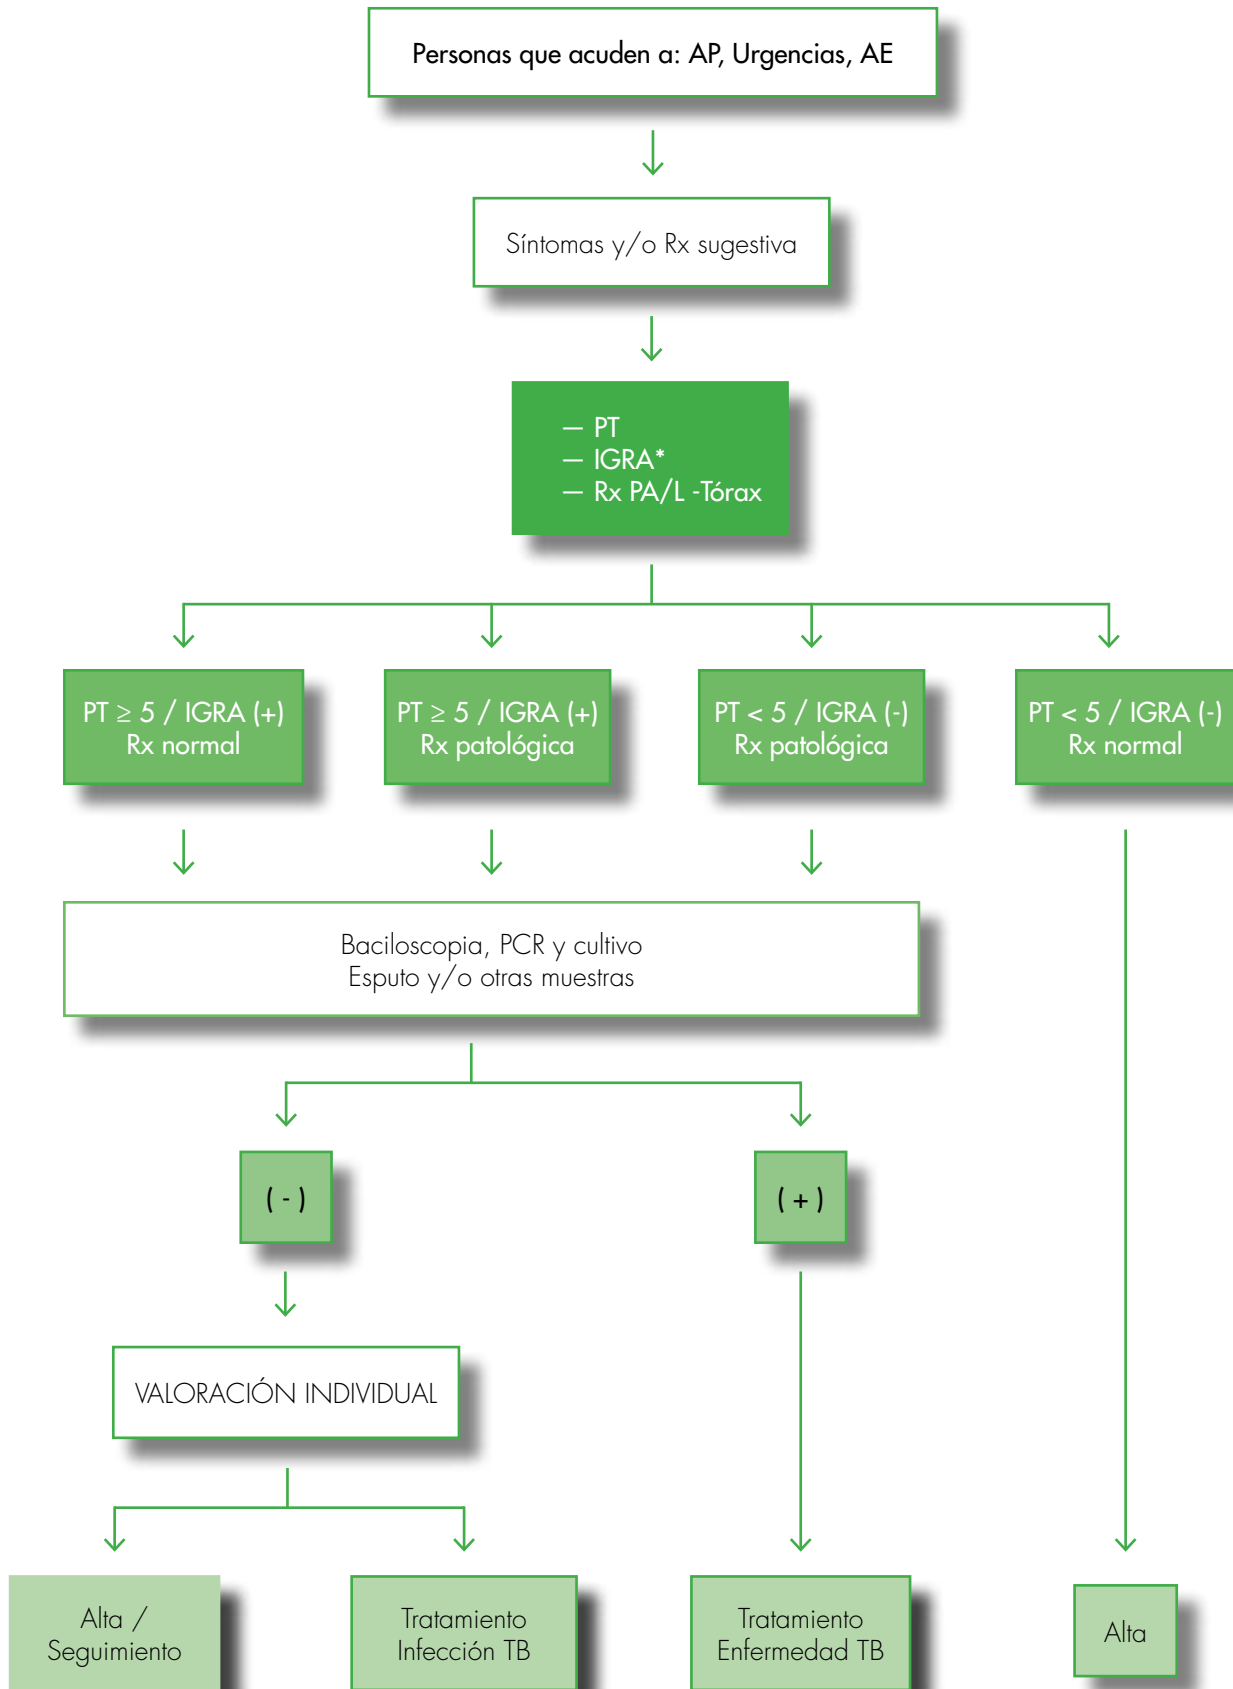 Personas que acuden a: AP, Urgencias, AE
Síntomas y/o Rx sugestiva
— PT
— IGRA*
— Rx PA/L -Tórax
PT ≥ 5 / IGRA (+)
Rx normal
PT ≥ 5 / IGRA (+)
Rx patológica
PT < 5 / IGRA (-)
Rx patológica
PT < 5 / IGRA (-)
Rx normal
Baciloscopia, PCR y cultivo
Esputo y/o otras muestras
( - )
( + )
VALORACIÓN INDIVIDUAL
Alta /
Seguimiento
Tratamiento
Infección TB
Tratamiento
Enfermedad TB
Alta